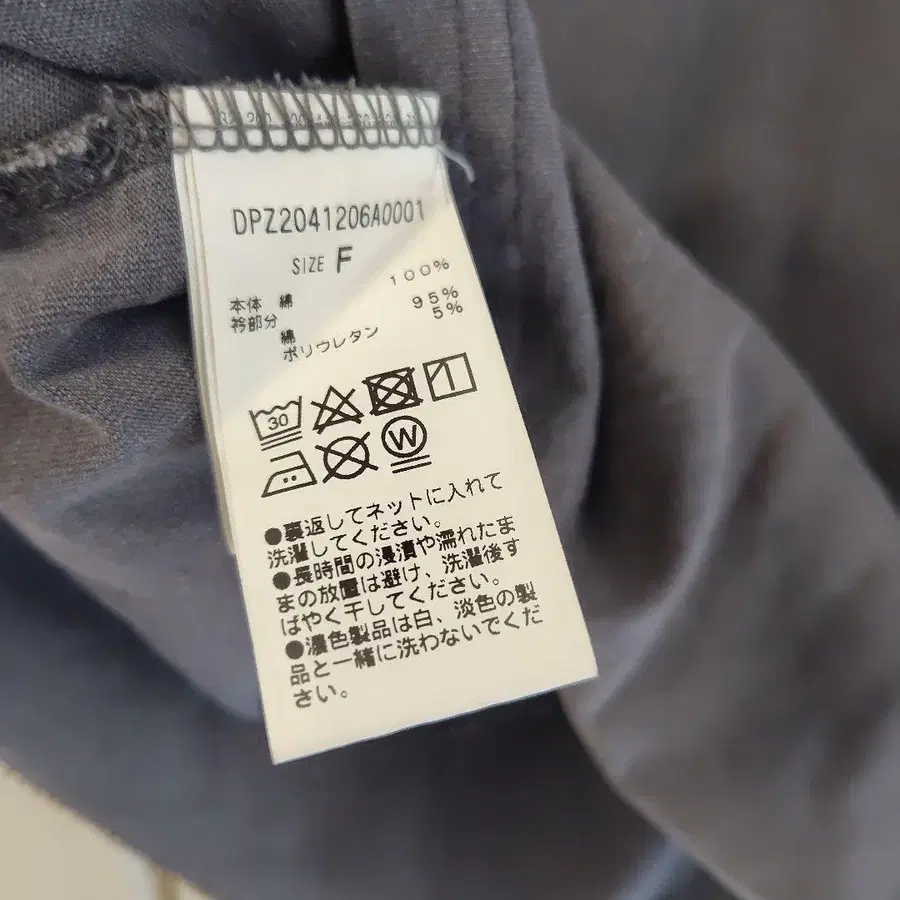 DPZ2041206A0001
SIZE F
本体 綿 100%
衿部分
綿 95%
ポリウレタン 5%
30
W
●裏返してネットに入れて
洗濯してください。
●長時間の浸漬や濡れたま
まの放置は避け、洗濯後す
ばやく干してください。
●濃色製品は白、淡色の製
品と一緒に洗わないでくだ
さい。